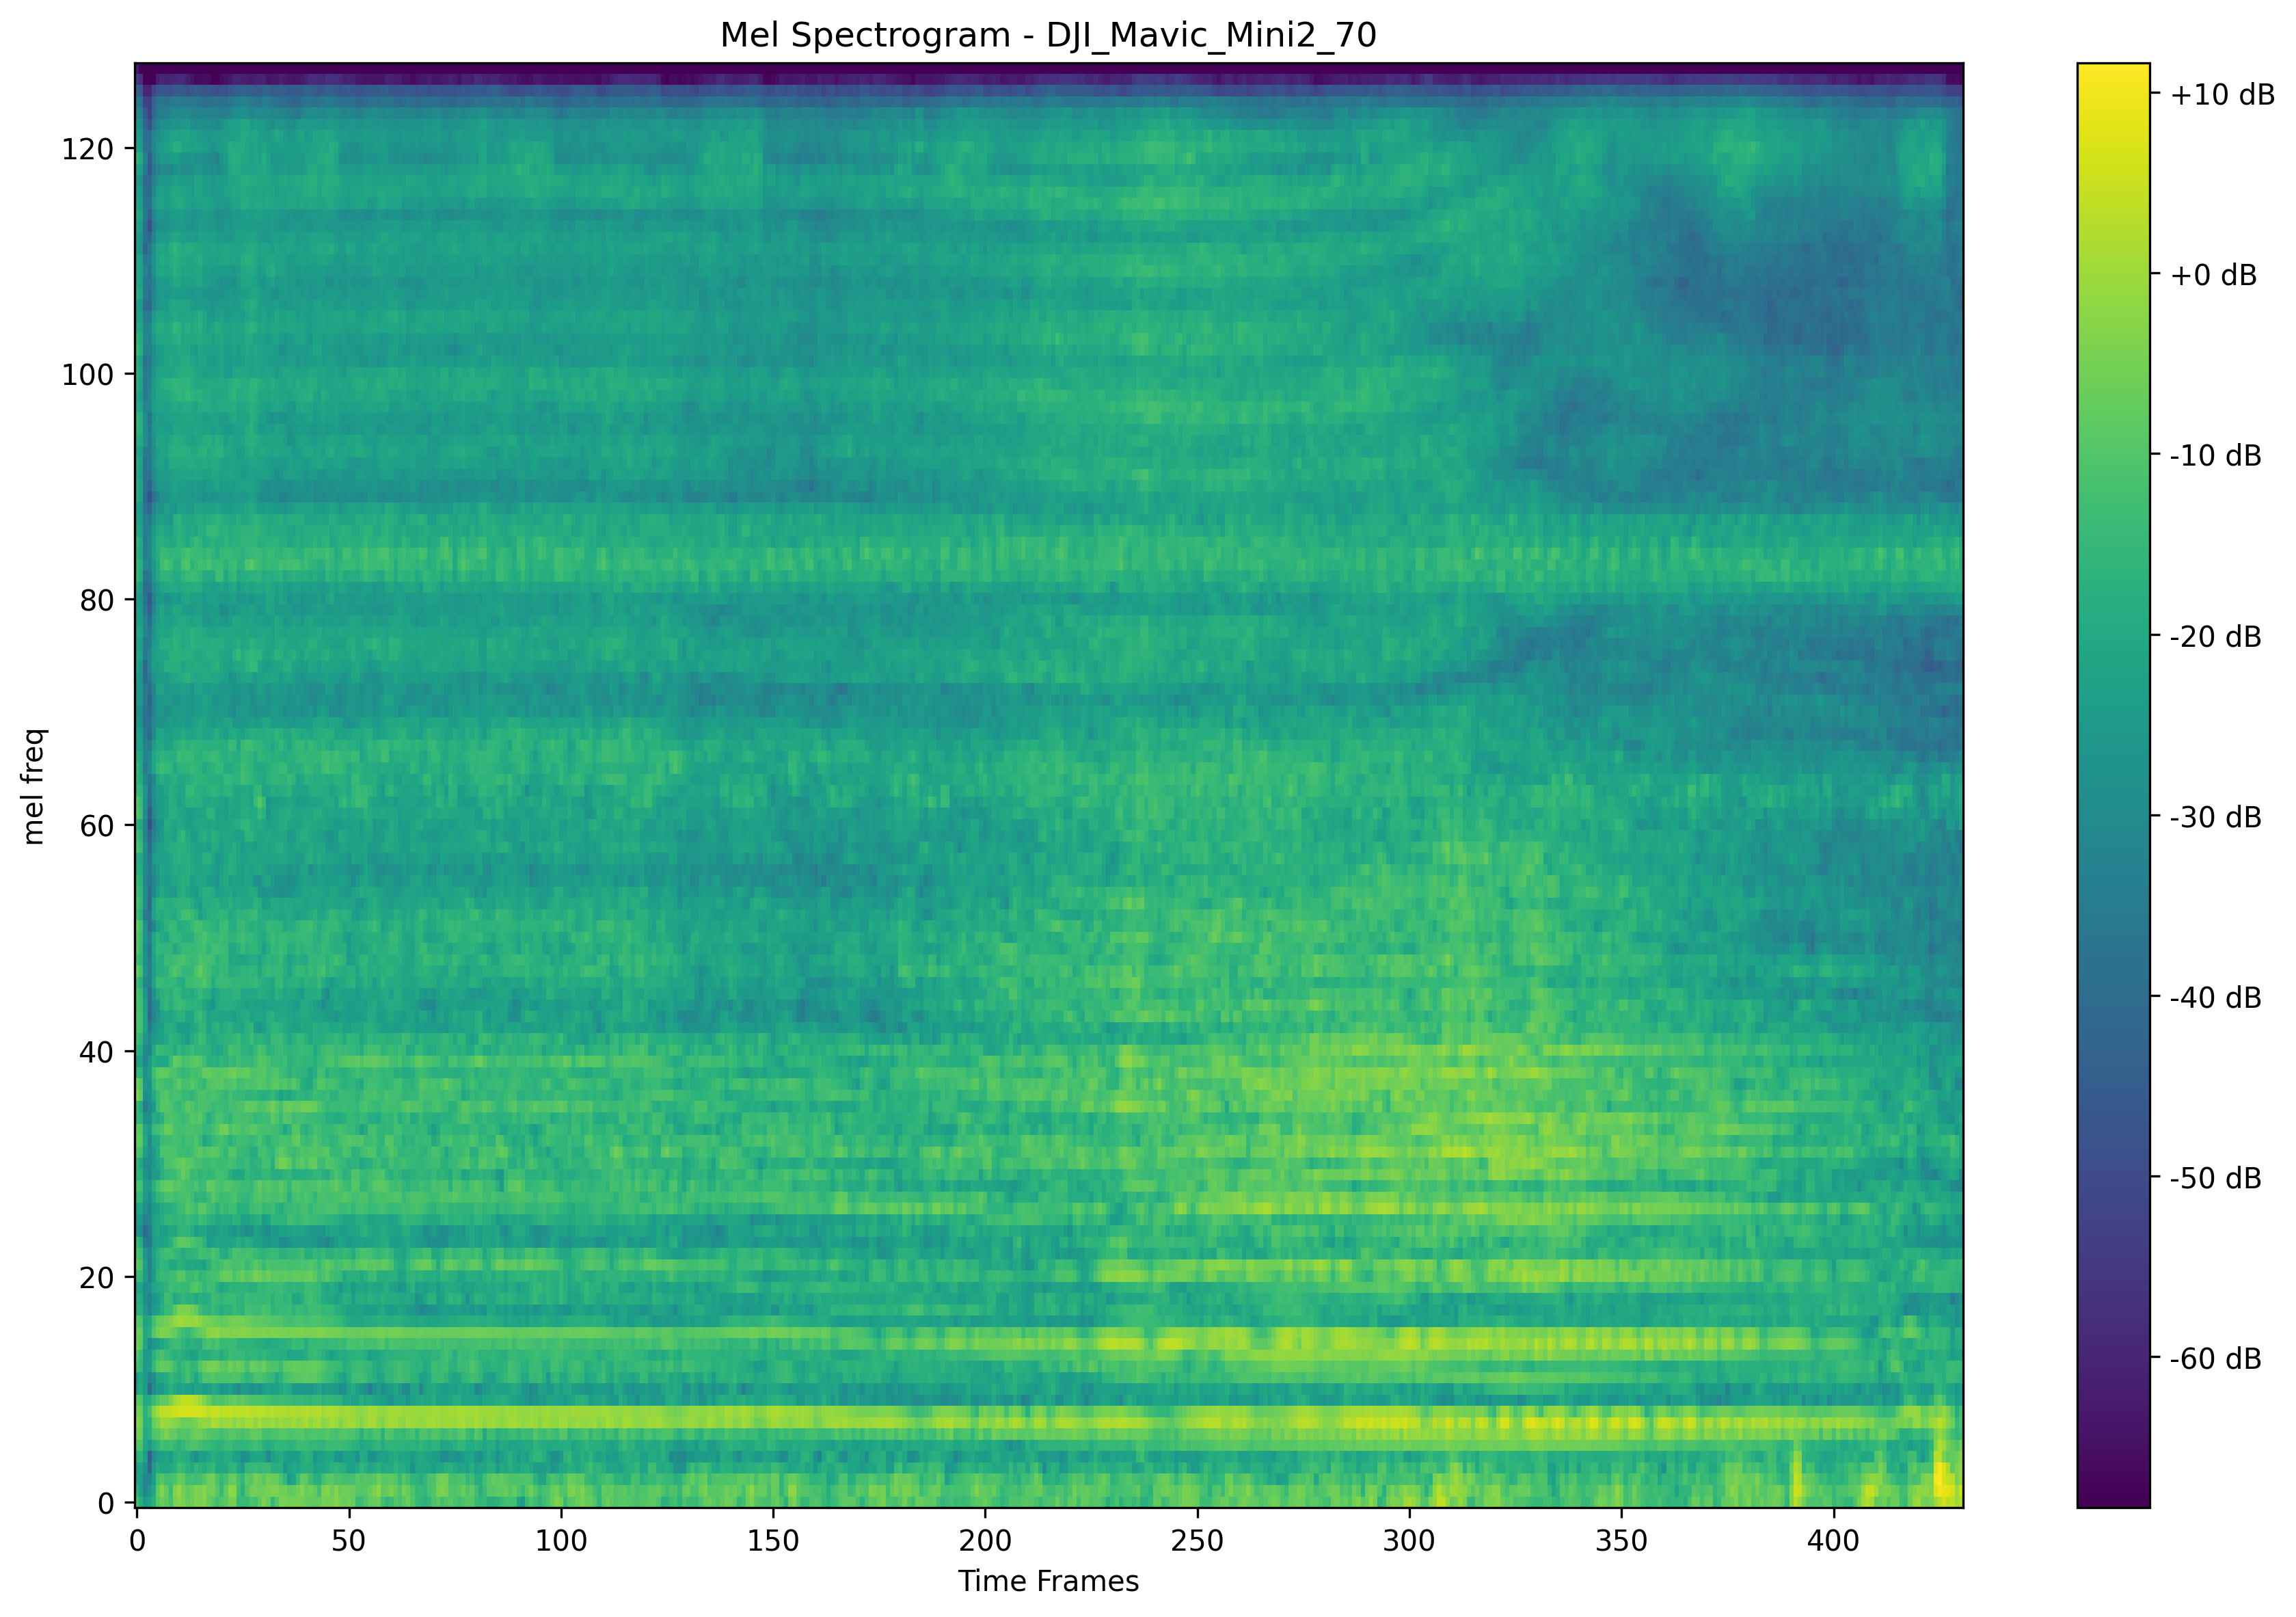 Mel Spectrogram - DJI_Mavic_Mini2_70
mel freq
120
100
80
60
40
20
0
0 50 100 150 200 250 300 350 400
Time Frames
+10 dB
+0 dB
-10 dB
-20 dB
-30 dB
-40 dB
-50 dB
-60 dB